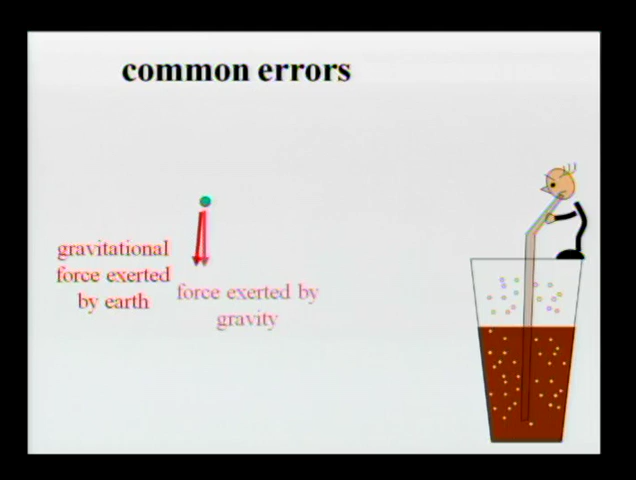 common errors
gravitational
force exerted
by earth
force exerted by
gravity